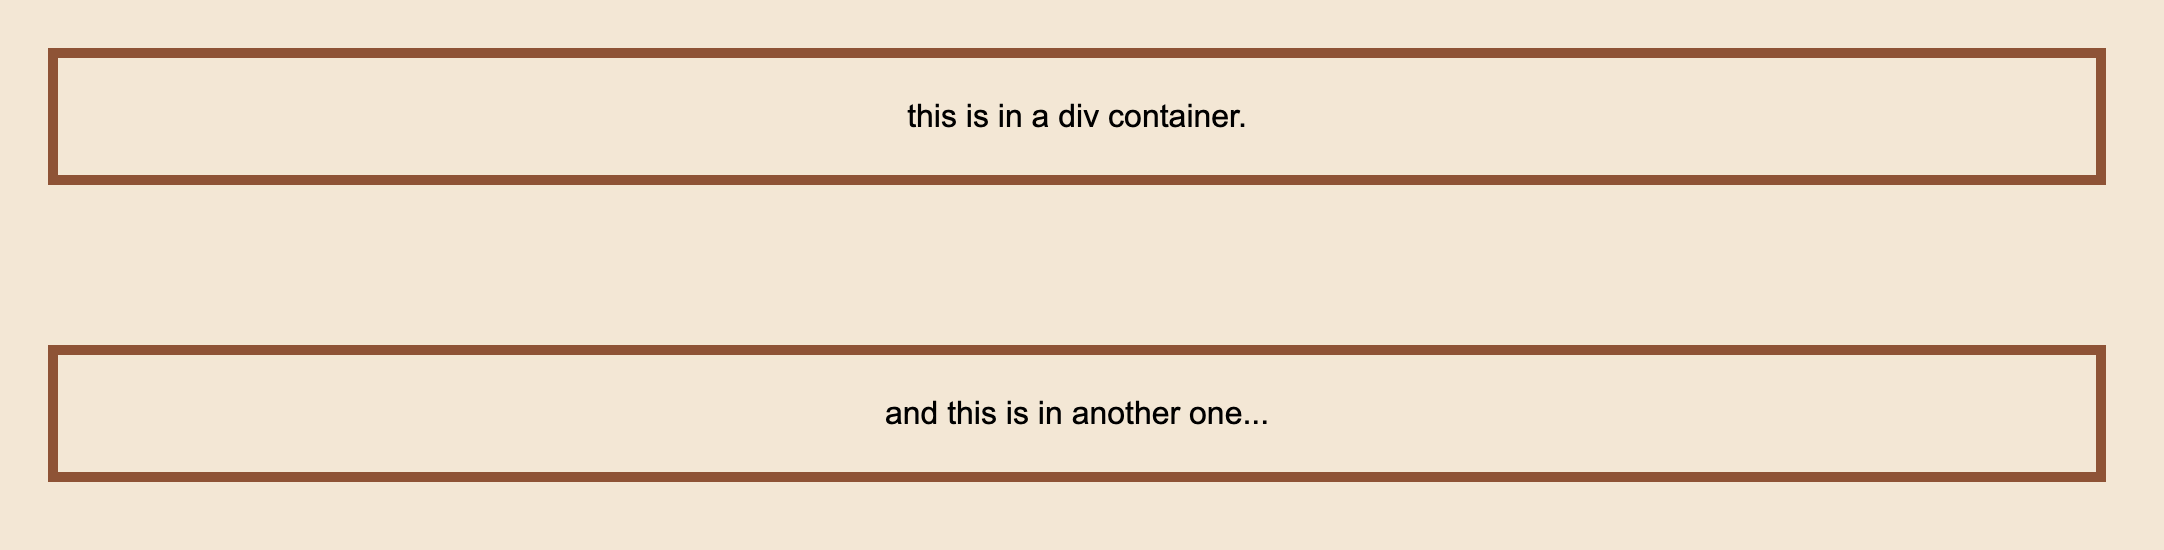 this is in a div container.
and this is in another one...